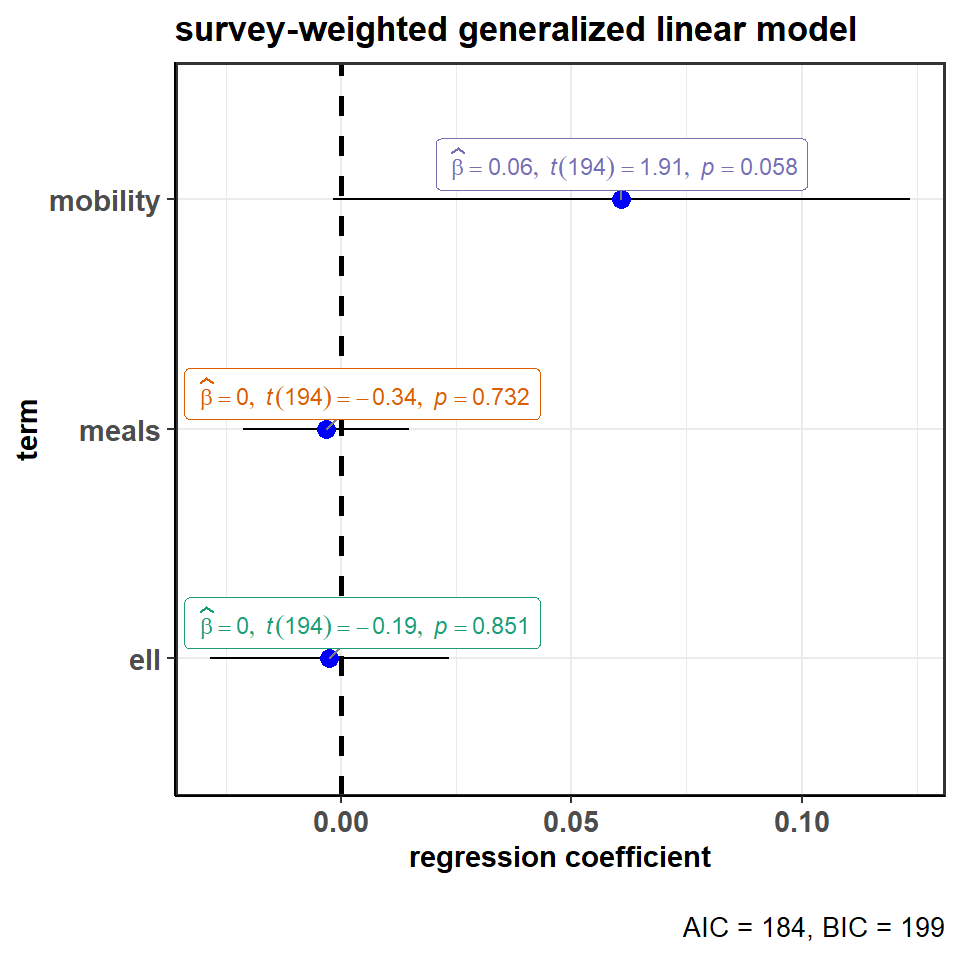 survey-weighted generalized linear model
term
mobility
β̂ = 0.06, t(194) = 1.91, p = 0.058
meals
β̂ = 0, t(194) = −0.34, p = 0.732
ell
β̂ = 0, t(194) = −0.19, p = 0.851
0.00 0.05 0.10
regression coefficient
AIC = 184, BIC = 199